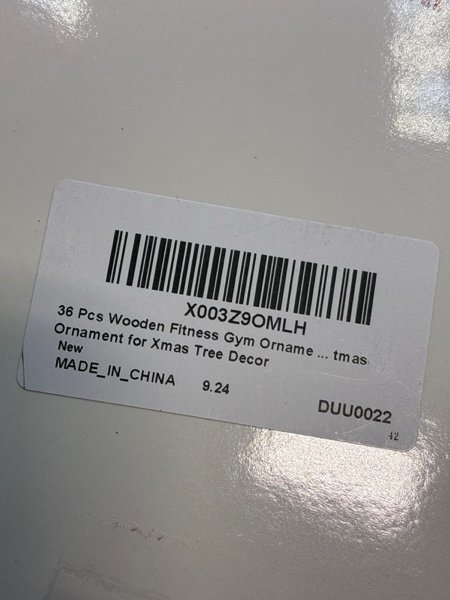 X003Z9OMLH
36 Pcs Wooden Fitness Gym Orname ... tmas
Ornament for Xmas Tree Decor
New
MADE_IN_CHINA 9.24
DUU0022
42